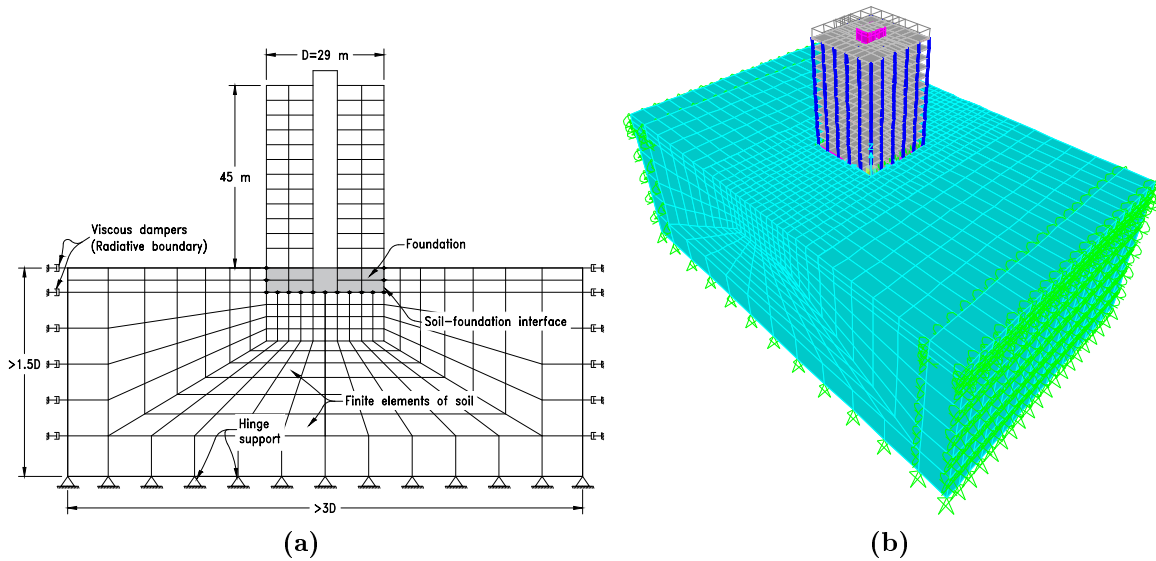 D=29 m
45 m
Viscous dampers
(Radiative boundary)
Foundation
Soil-foundation interface
>1.5D
Finite elements of soil
Hinge
support
>3D
(a)
(b)